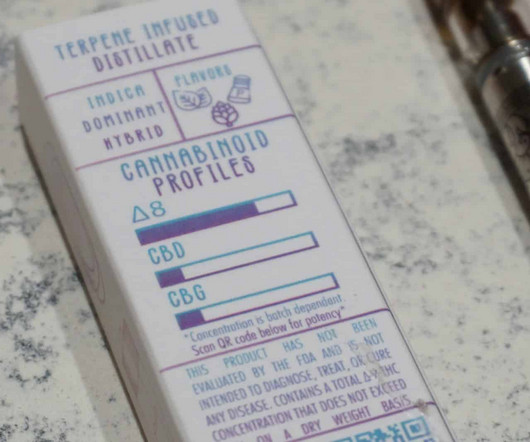 TERPENE INFUSED
DISTILLATE
INDICA
DOMINANT
HYBRID
FLAVORS
CANNABINOID
PROFILES
Δ8
CBD
CBG
*Concentration is batch dependent.
Scan QR code below for potency*
THIS PRODUCT HAS NOT BEEN
EVALUATED BY THE FDA AND IS NOT
INTENDED TO DIAGNOSE, TREAT, OR CURE
ANY DISEASE. CONTAINS A TOTAL Δ9 THC
CONCENTRATION THAT DOES NOT EXCEED
ON A DRY WEIGHT BASIS.